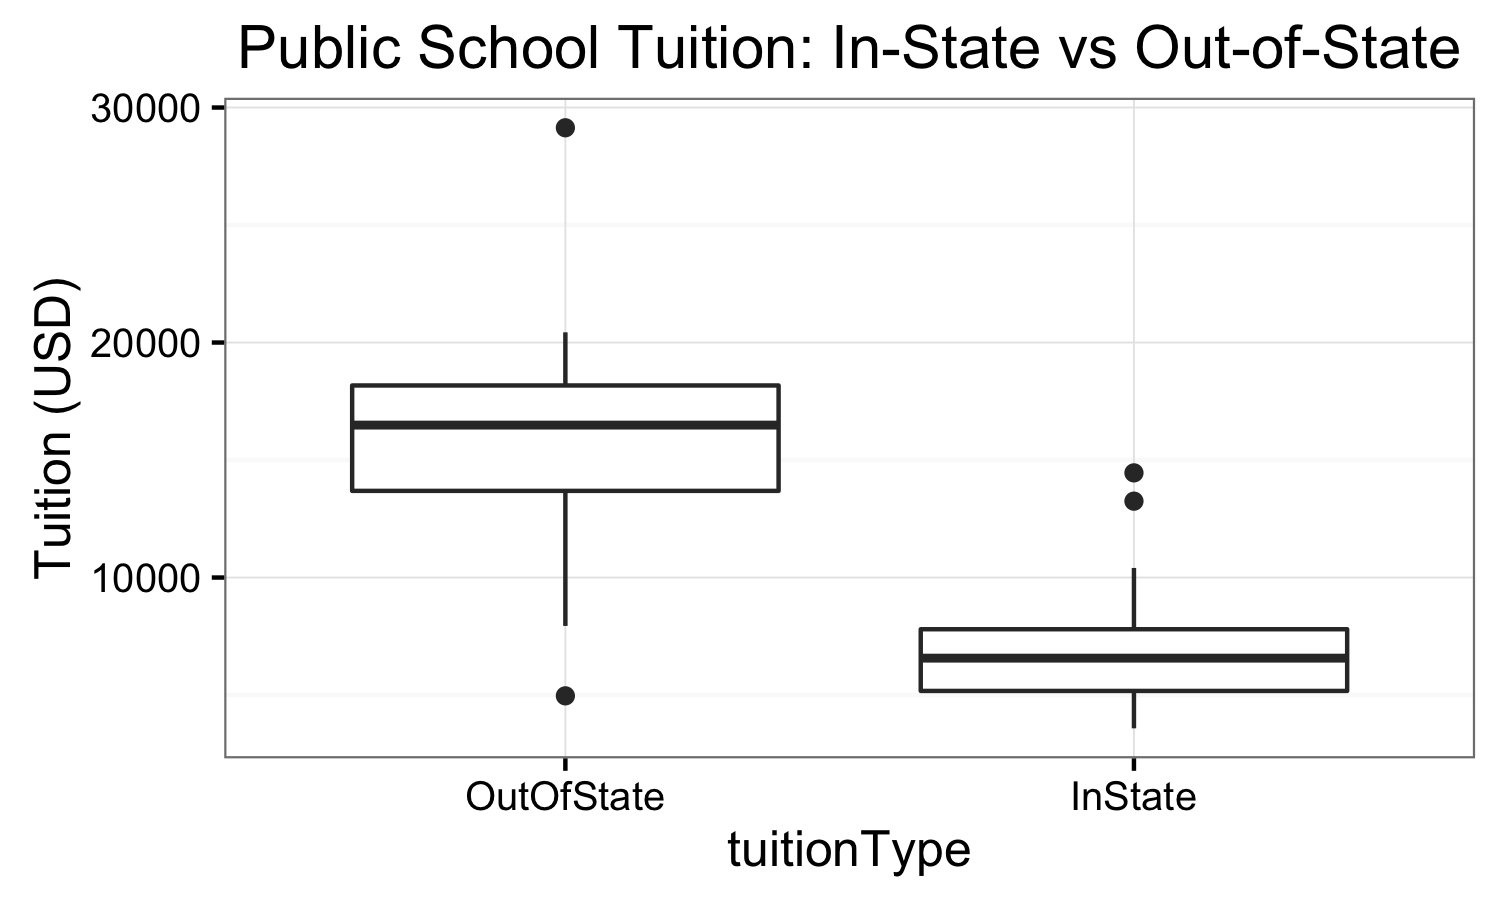 Public School Tuition: In-State vs Out-of-State
Tuition (USD)
30000
20000
10000
OutOfState
InState
tuitionType